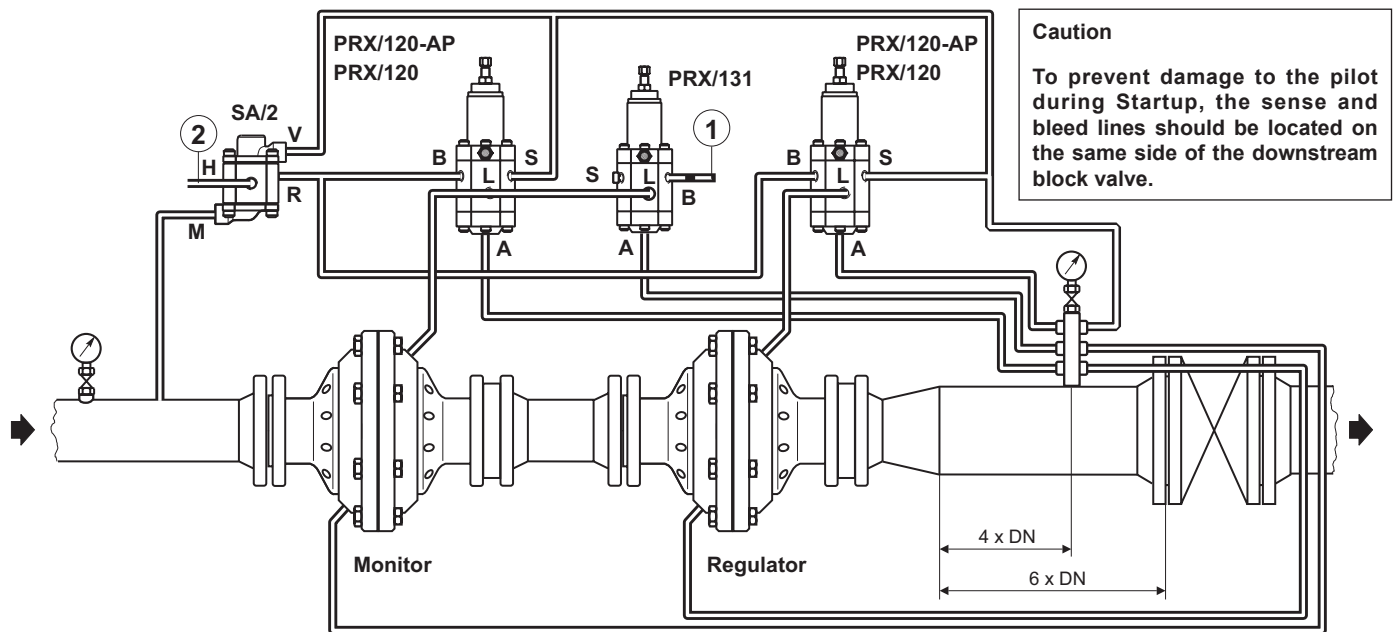 PRX/120-AP
PRX/120
PRX/131
PRX/120-AP
PRX/120
Caution
To prevent damage to the pilot
during Startup, the sense and
bleed lines should be located on
the same side of the downstream
block valve.
SA/2
2
V
H
R
M
B
S
L
A
S
L
B
A
1
B
S
L
A
Monitor
Regulator
4 x DN
6 x DN